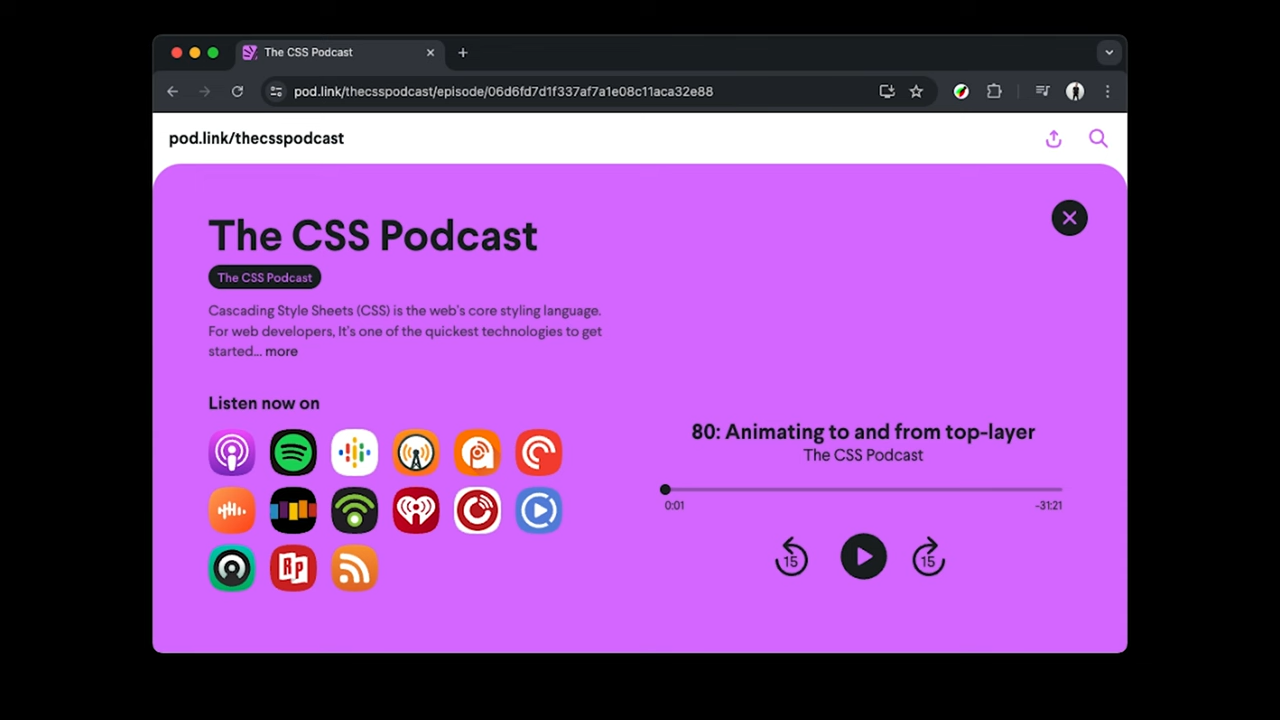 The CSS Podcast
pod.link/thecsspodcast/episode/06d6fd7d1f337af7a1e08c11aca32e88
pod.link/thecsspodcast
The CSS Podcast
The CSS Podcast
Cascading Style Sheets (CSS) is the web's core styling language.
For web developers, It's one of the quickest technologies to get
started... more
Listen now on
Rp
80: Animating to and from top-layer
The CSS Podcast
0:01
-31:21
15
15